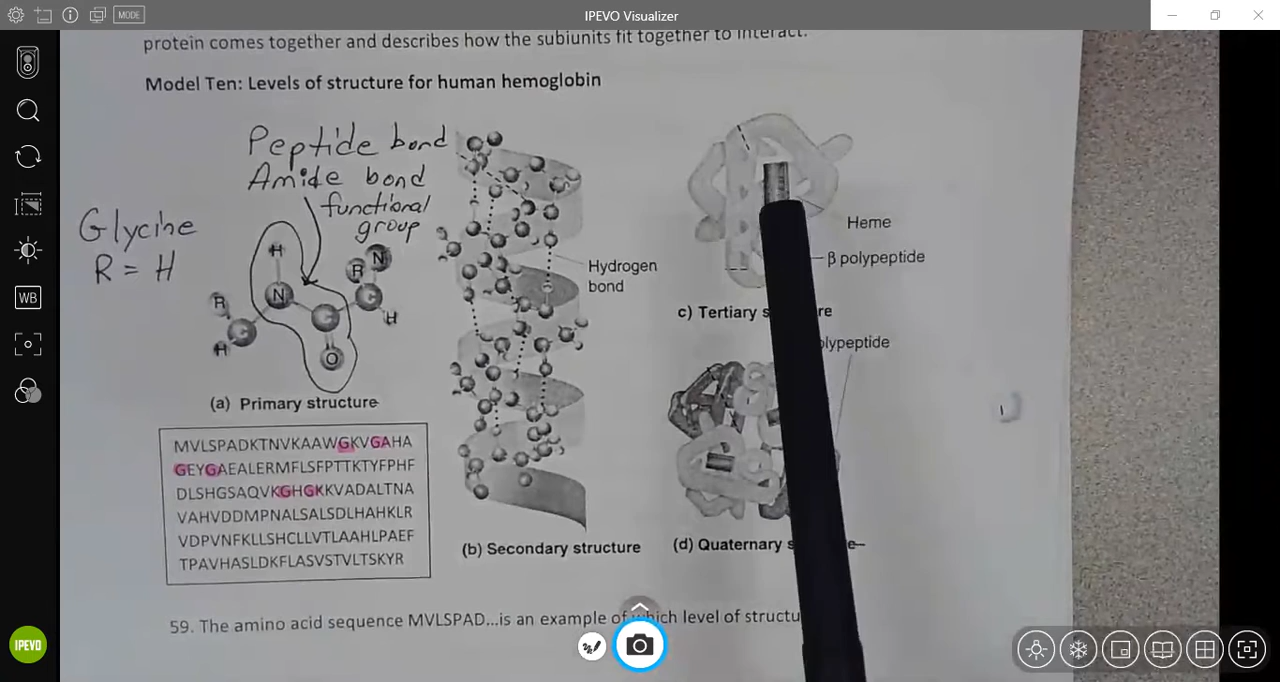 IPEVO Visualizer
MODE
protein comes together and describes how the subiunits fit together to interact.
Model Ten: Levels of structure for human hemoglobin
Peptide bond
Amide bond
functional
group
Glycine
R = H
H
N
R
N
R
C
C
C
H
H
O
(a) Primary structure
MVLSPADKTNVKAAWGKVGAHA
GEYGAEALERMFLSFPTTKTYFPHF
DLSHGSAQVKGHGKKVADALTNA
VAHVDDMPNALSALSDLHAHKLR
VDPVNFKLLSHCLLVTLAAHLPAEF
TPAVHASLDKFLASVSTVLTSKYR
Hydrogen
bond
(b) Secondary structure
Heme
β polypeptide
c) Tertiary s re
olypeptide
(d) Quaternary s e
59. The amino acid sequence MVLSPAD...is an example of which level of structu
WB
IPEVO